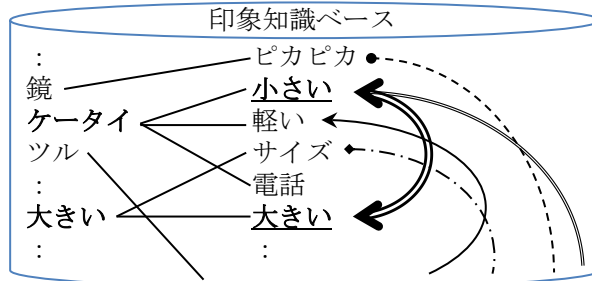 印象知識ベース
: ピカピカ
鏡 小さい
ケータイ 軽い
ツル サイズ
: 電話
大きい 大きい
: :